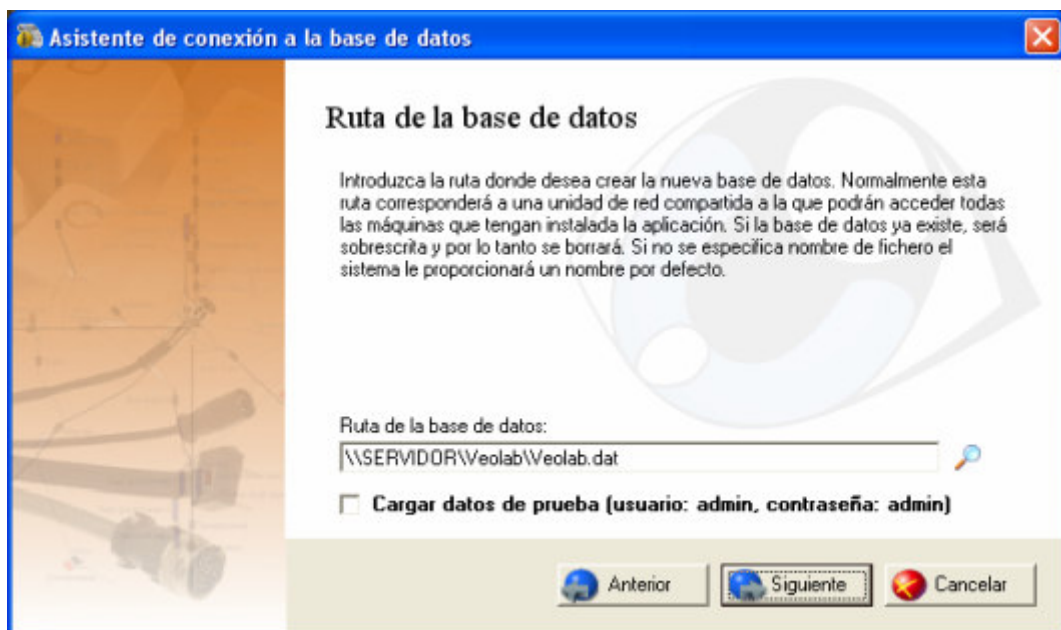 Asistente de conexión a la base de datos
Ruta de la base de datos
Introduzca la ruta donde desea crear la nueva base de datos. Normalmente esta
ruta corresponderá a una unidad de red compartida a la que podrán acceder todas
las máquinas que tengan instalada la aplicación. Si la base de datos ya existe, será
sobrescrita y por lo tanto se borrará. Si no se especifica nombre de fichero el
sistema le proporcionará un nombre por defecto.
Ruta de la base de datos:
\\SERVIDOR\Veolab\Veolab.dat
Cargar datos de prueba (usuario: admin, contraseña: admin)
Anterior
Siguiente
Cancelar